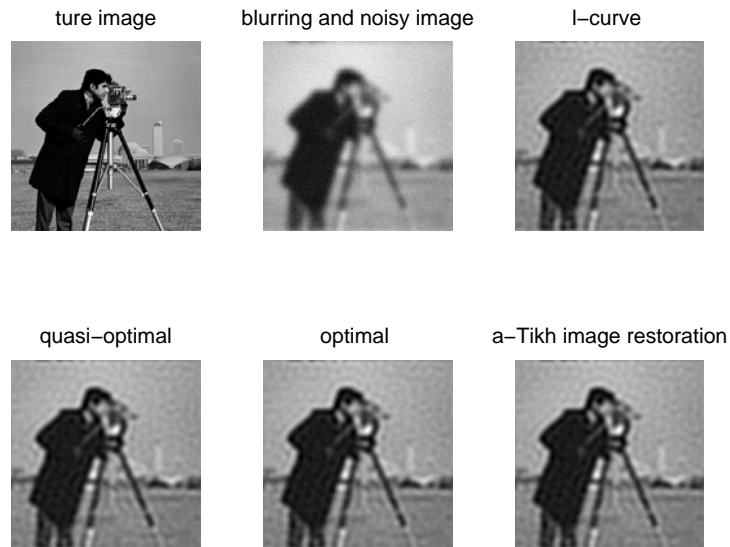 ture image
blurring and noisy image
l−curve
quasi−optimal
optimal
a−Tikh image restoration